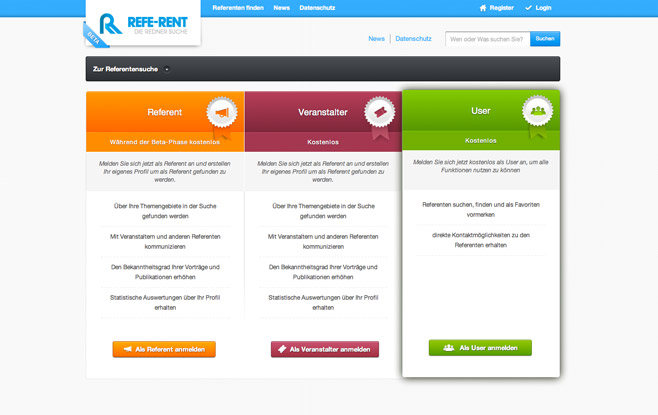 Referenten finden News Datenschutz
Register Login
REFE-RENT
DIE REDNER SUCHE
BETA
News Datenschutz
Wen oder Was suchen Sie? Suchen
Zur Referentensuche
Referent
Während der Beta-Phase kostenlos
Melden Sie sich jetzt als Referent an und erstellen
Ihr eigenes Profil um als Referent gefunden zu
werden.
Über Ihre Themengebiete in der Suche
gefunden werden
Mit Veranstaltern und anderen Referenten
kommunizieren
Den Bekanntheitsgrad Ihrer Vorträge und
Publikationen erhöhen
Statistische Auswertungen über Ihr Profil
erhalten
Als Referent anmelden
Veranstalter
Kostenlos
Melden Sie sich jetzt als Referent an und erstellen
Ihr eigenes Profil um als Referent gefunden zu
werden.
Über Ihre Themengebiete in der Suche
gefunden werden
Mit Veranstaltern und anderen Referenten
kommunizieren
Den Bekanntheitsgrad Ihrer Vorträge und
Publikationen erhöhen
Statistische Auswertungen über Ihr Profil
erhalten
Als Veranstalter anmelden
User
Kostenlos
Melden Sie sich jetzt kostenlos als User an, um alle
Funktionen nutzen zu können
Referenten suchen, finden und als Favoriten
vormerken
direkte Kontaktmöglichkeiten zu den
Referenten erhalten
Als User anmelden